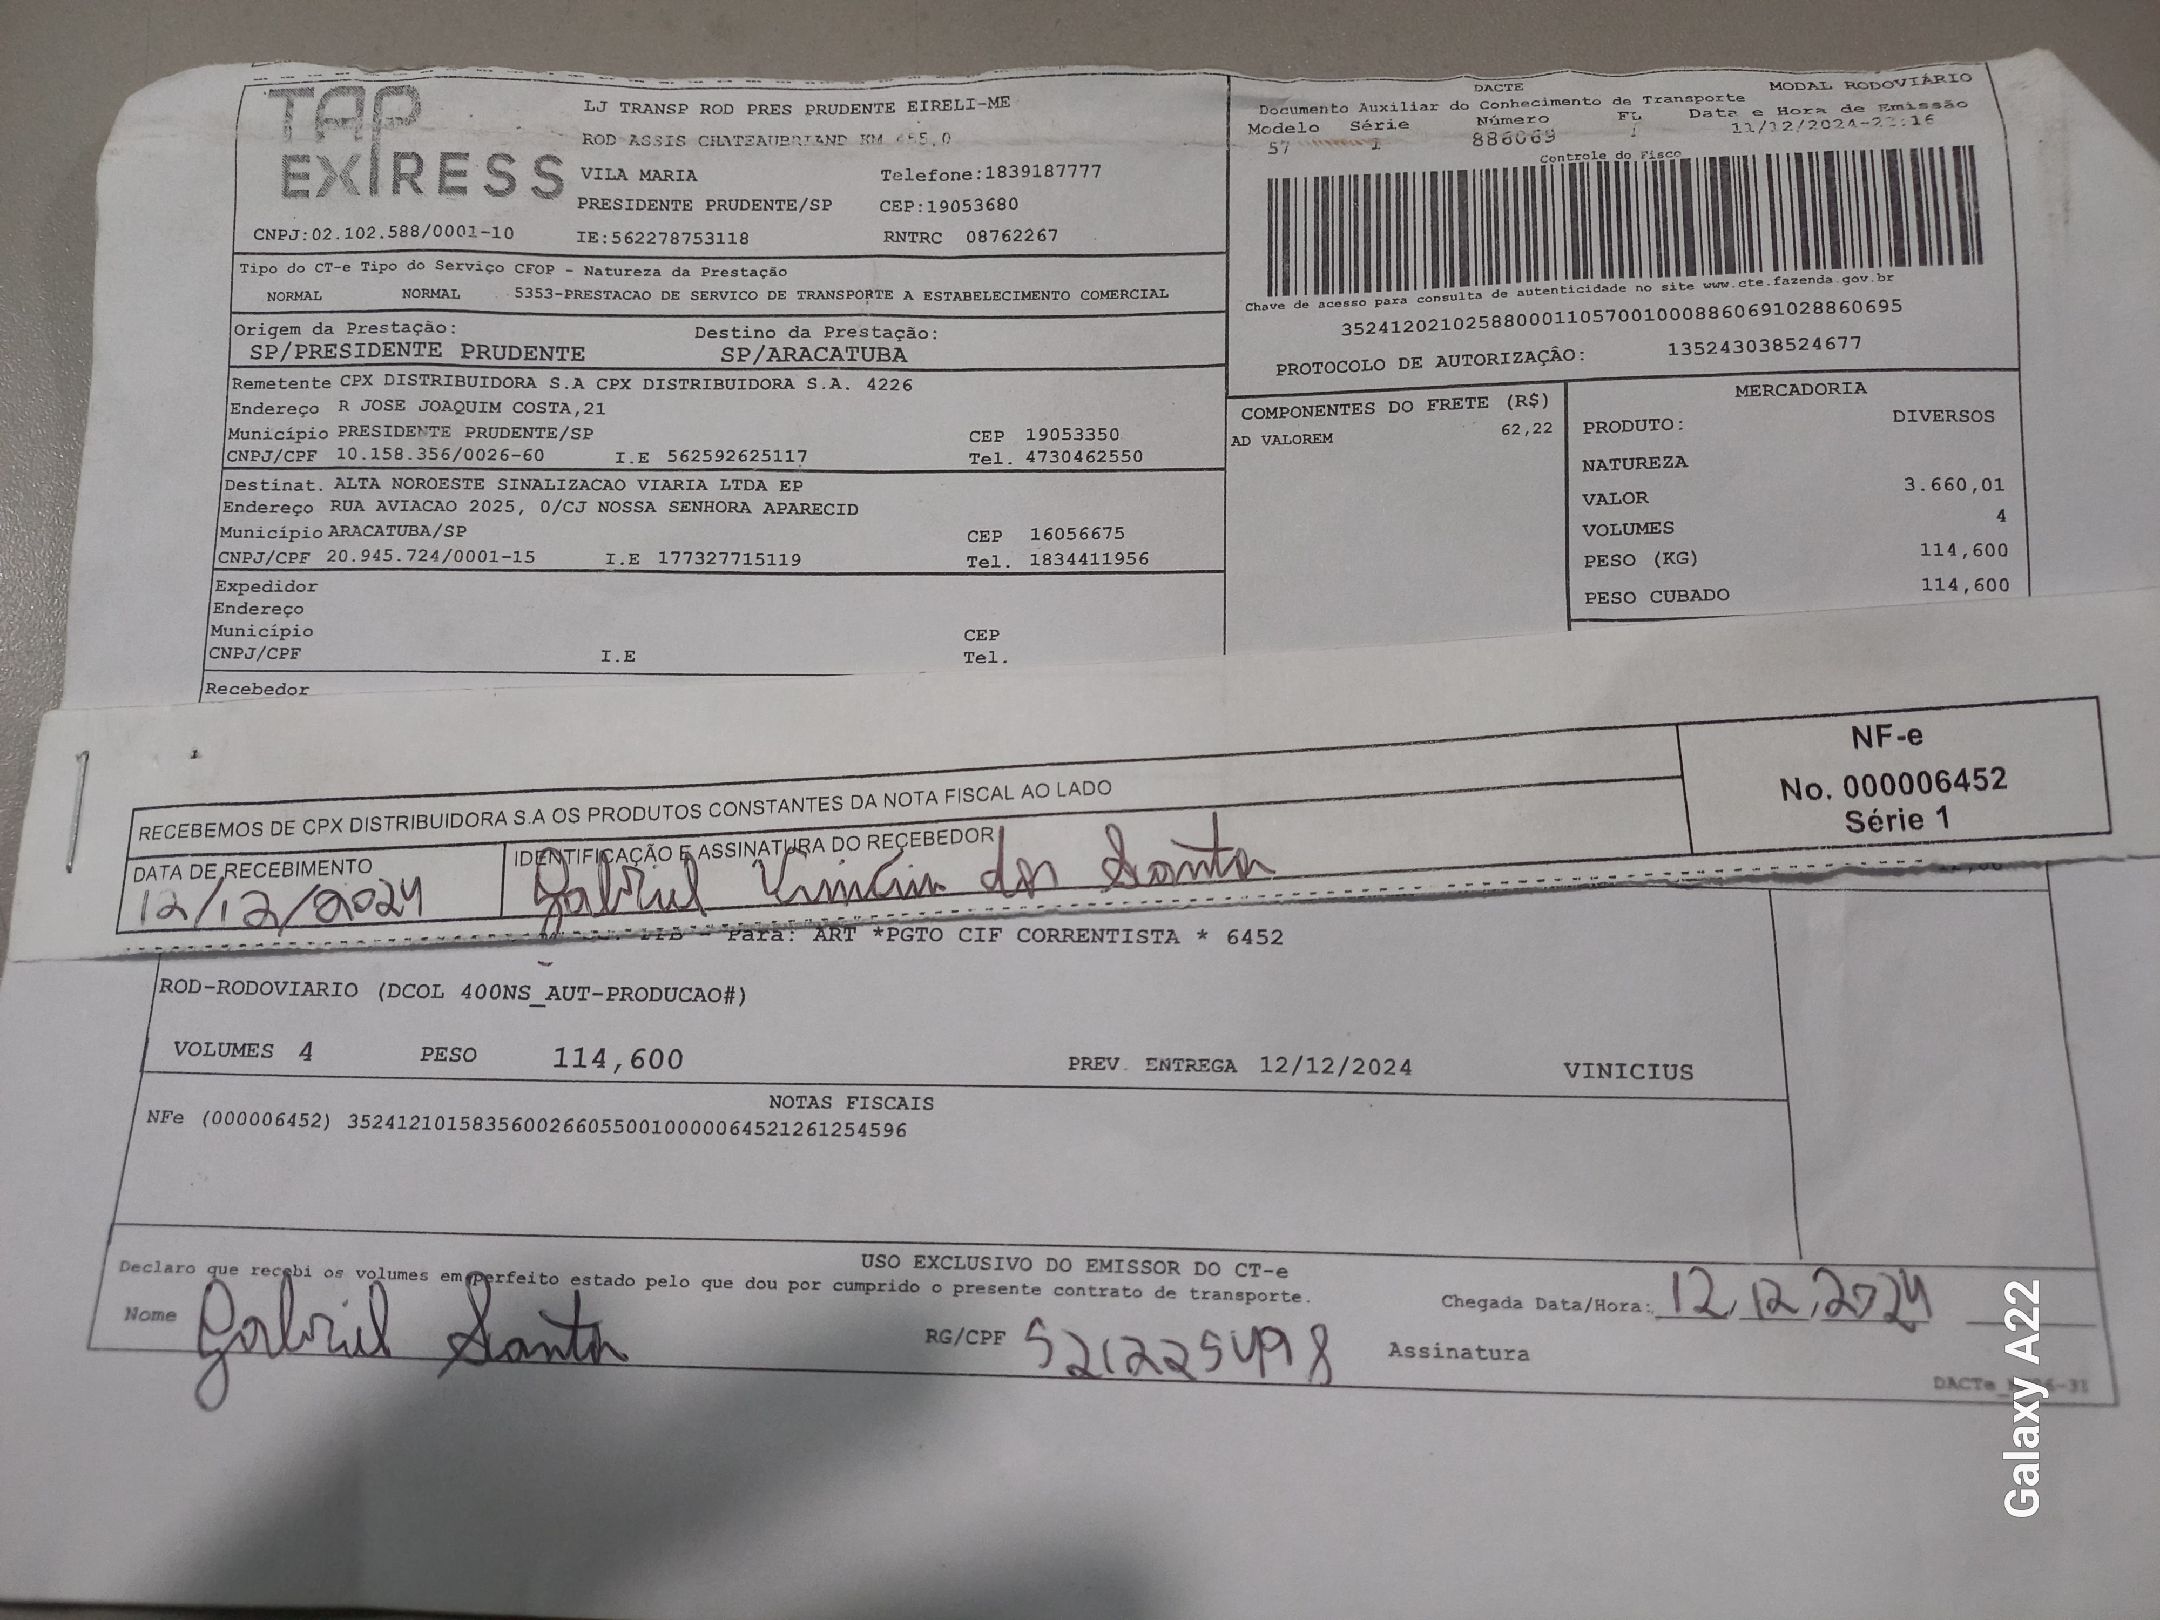 TAP
EXPRESS
LJ TRANSP ROD PRES PRUDENTE EIRELI-ME
ROD ASSIS CHATEAUBRIAND KM
VILA MARIA Telefone:1839187777
PRESIDENTE PRUDENTE/SP CEP:19053680
CNPJ:02.102.588/0001-10 IE:562278753118 RNTRC 08762267
DACTE MODAL RODOVIÁRIO
Documento Auxiliar do Conhecimento de Transporte
Modelo Série Número FL Data e Hora de Emissão
57 1 886069 1 11/12/2024
Controle do Fisco
Chave de acesso para consulta de autenticidade no site www.cte.fazenda.gov.br
35241202102588000110570010008860691028860695
PROTOCOLO DE AUTORIZAÇÃO: 135243038524677
Tipo do CT-e Tipo do Serviço CFOP - Natureza da Prestação
NORMAL NORMAL 5353-PRESTACAO DE SERVICO DE TRANSPORTE A ESTABELECIMENTO COMERCIAL
Origem da Prestação: Destino da Prestação:
SP/PRESIDENTE PRUDENTE SP/ARACATUBA
Remetente CPX DISTRIBUIDORA S.A CPX DISTRIBUIDORA S.A. 4226
Endereço R JOSE JOAQUIM COSTA,21
Município PRESIDENTE PRUDENTE/SP CEP 19053350
CNPJ/CPF 10.158.356/0026-60 I.E 562592625117 Tel. 4730462550
Destinat. ALTA NOROESTE SINALIZACAO VIARIA LTDA EP
Endereço RUA AVIACAO 2025, 0/CJ NOSSA SENHORA APARECID
Município ARACATUBA/SP CEP 16056675
CNPJ/CPF 20.945.724/0001-15 I.E 177327715119 Tel. 1834411956
Expedidor
Endereço
Município CEP
CNPJ/CPF I.E Tel.
Recebedor
COMPONENTES DO FRETE (R$)
AD VALOREM 62,22
MERCADORIA
PRODUTO: DIVERSOS
NATUREZA
VALOR 3.660,01
VOLUMES 4
PESO (KG) 114,600
PESO CUBADO 114,600
RECEBEMOS DE CPX DISTRIBUIDORA S.A OS PRODUTOS CONSTANTES DA NOTA FISCAL AO LADO
NF-e
No. 000006452
Série 1
DATA DE RECEBIMENTO IDENTIFICAÇÃO E ASSINATURA DO RECEBEDOR
12/12/2024 Gabriel Vinicius dos Santos
Para: ART *PGTO CIF CORRENTISTA * 6452
ROD-RODOVIARIO (DCOL 400NS_AUT-PRODUCAO#)
VOLUMES 4 PESO 114,600 PREV. ENTREGA 12/12/2024 VINICIUS
NOTAS FISCAIS
NFe (000006452) 35241210158356002660550010000064521261254596
USO EXCLUSIVO DO EMISSOR DO CT-e
Declaro que recebi os volumes em perfeito estado pelo que dou por cumprido o presente contrato de transporte.
Nome Gabriel Santos RG/CPF 521225498 Chegada Data/Hora: 12,12,2024
Assinatura
Galaxy A22